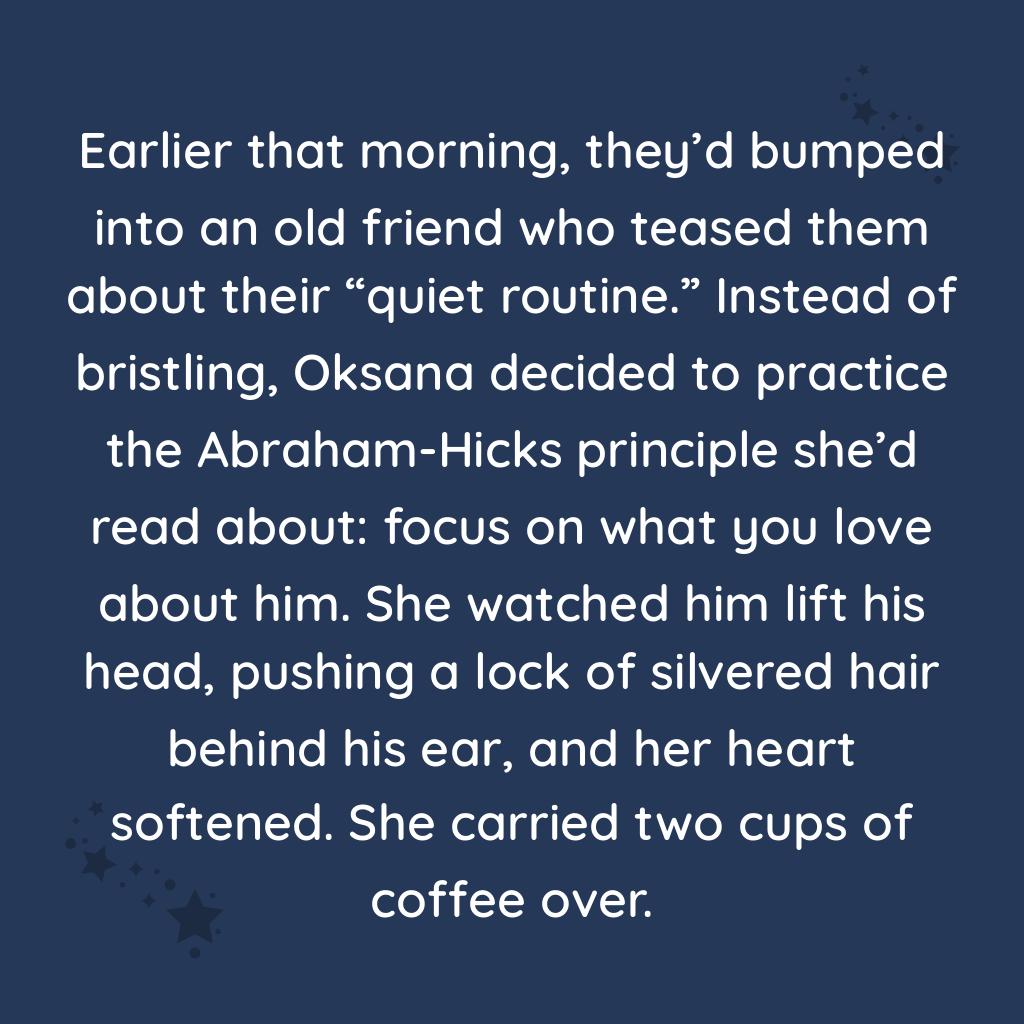 Earlier that morning, they’d bumped
into an old friend who teased them
about their “quiet routine.” Instead of
bristling, Oksana decided to practice
the Abraham-Hicks principle she’d
read about: focus on what you love
about him. She watched him lift his
head, pushing a lock of silvered hair
behind his ear, and her heart
softened. She carried two cups of
coffee over.